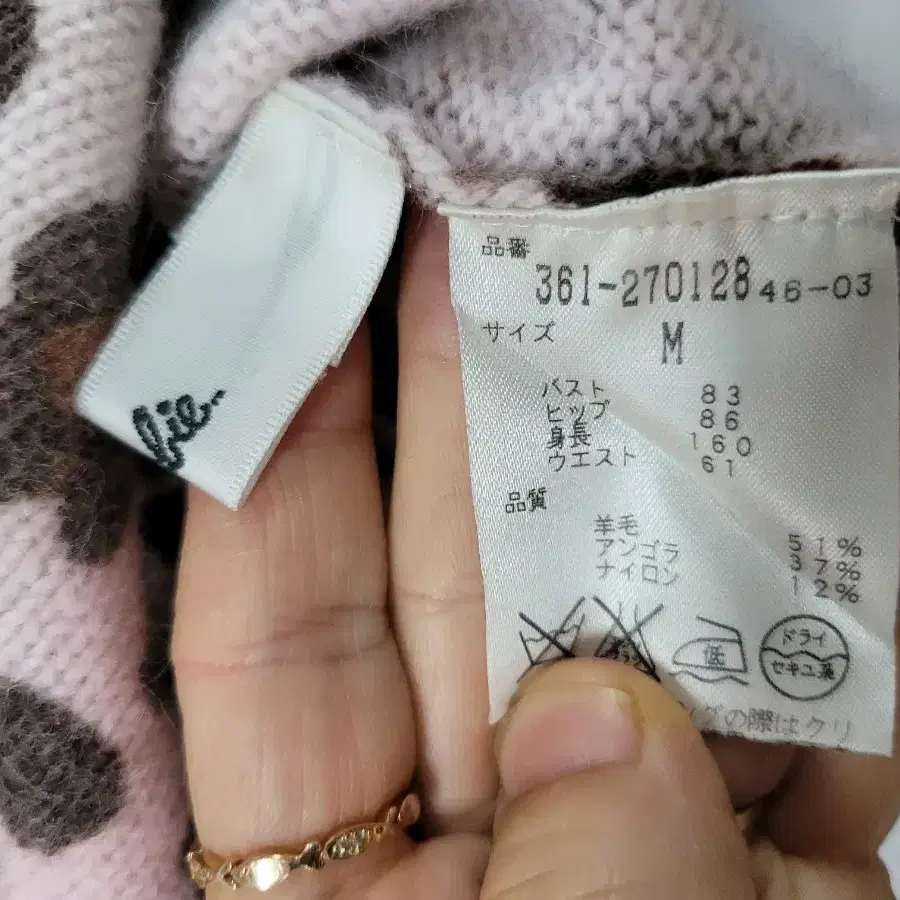 品番
361-270128 46-03
サイズ M
バスト 83
ヒップ 86
身長 160
ウエスト 61
品質
羊毛 51%
アンゴラ 37%
ナイロン 12%
低
ドライ
セキユ系
グの際はクリ